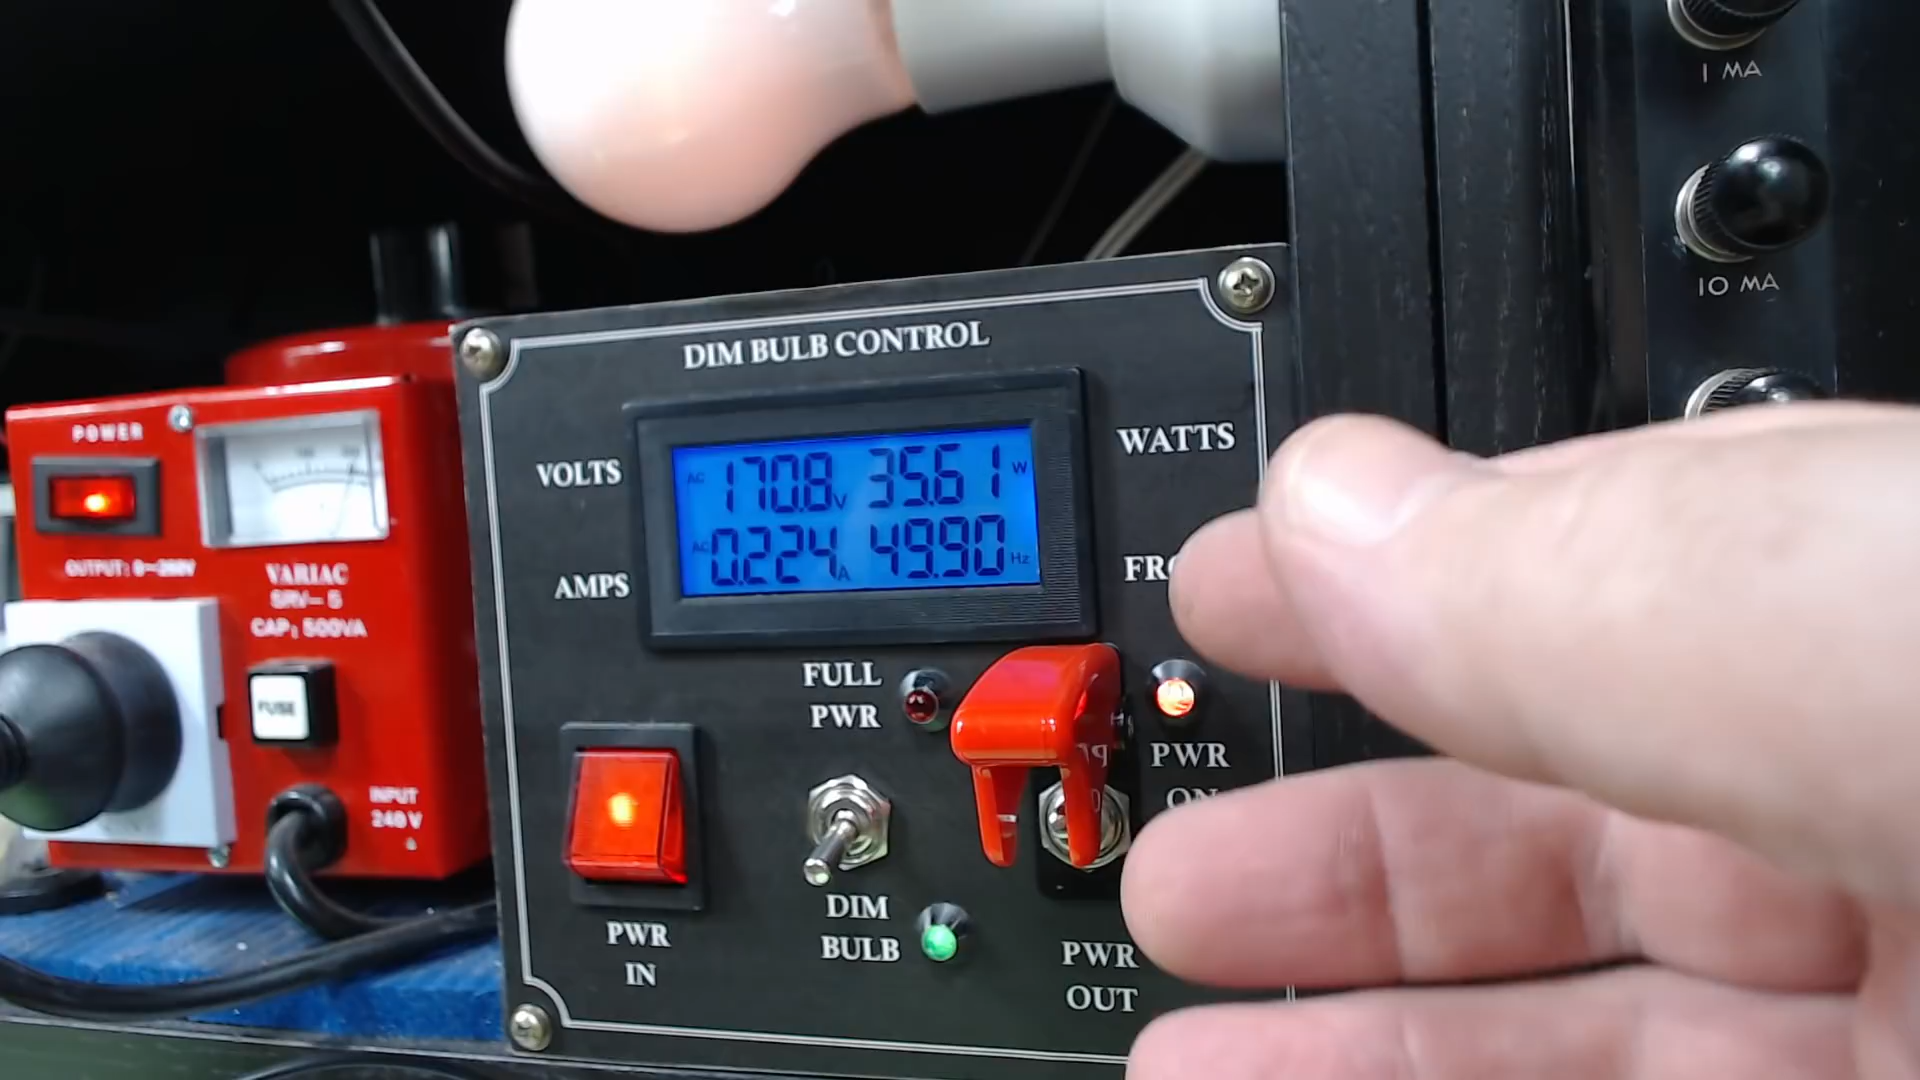 1 MA
10 MA
POWER
OUTPUT: 0~260V
VARIAC
SRV-5
CAP: 500VA
FUSE
INPUT
240V
DIM BULB CONTROL
VOLTS
AC 170.8 V 35.61 W
WATTS
AMPS
AC 0.224 A 49.90 Hz
FRQ
FULL
PWR
PWR
ON
DIM
BULB
PWR
IN
PWR
OUT